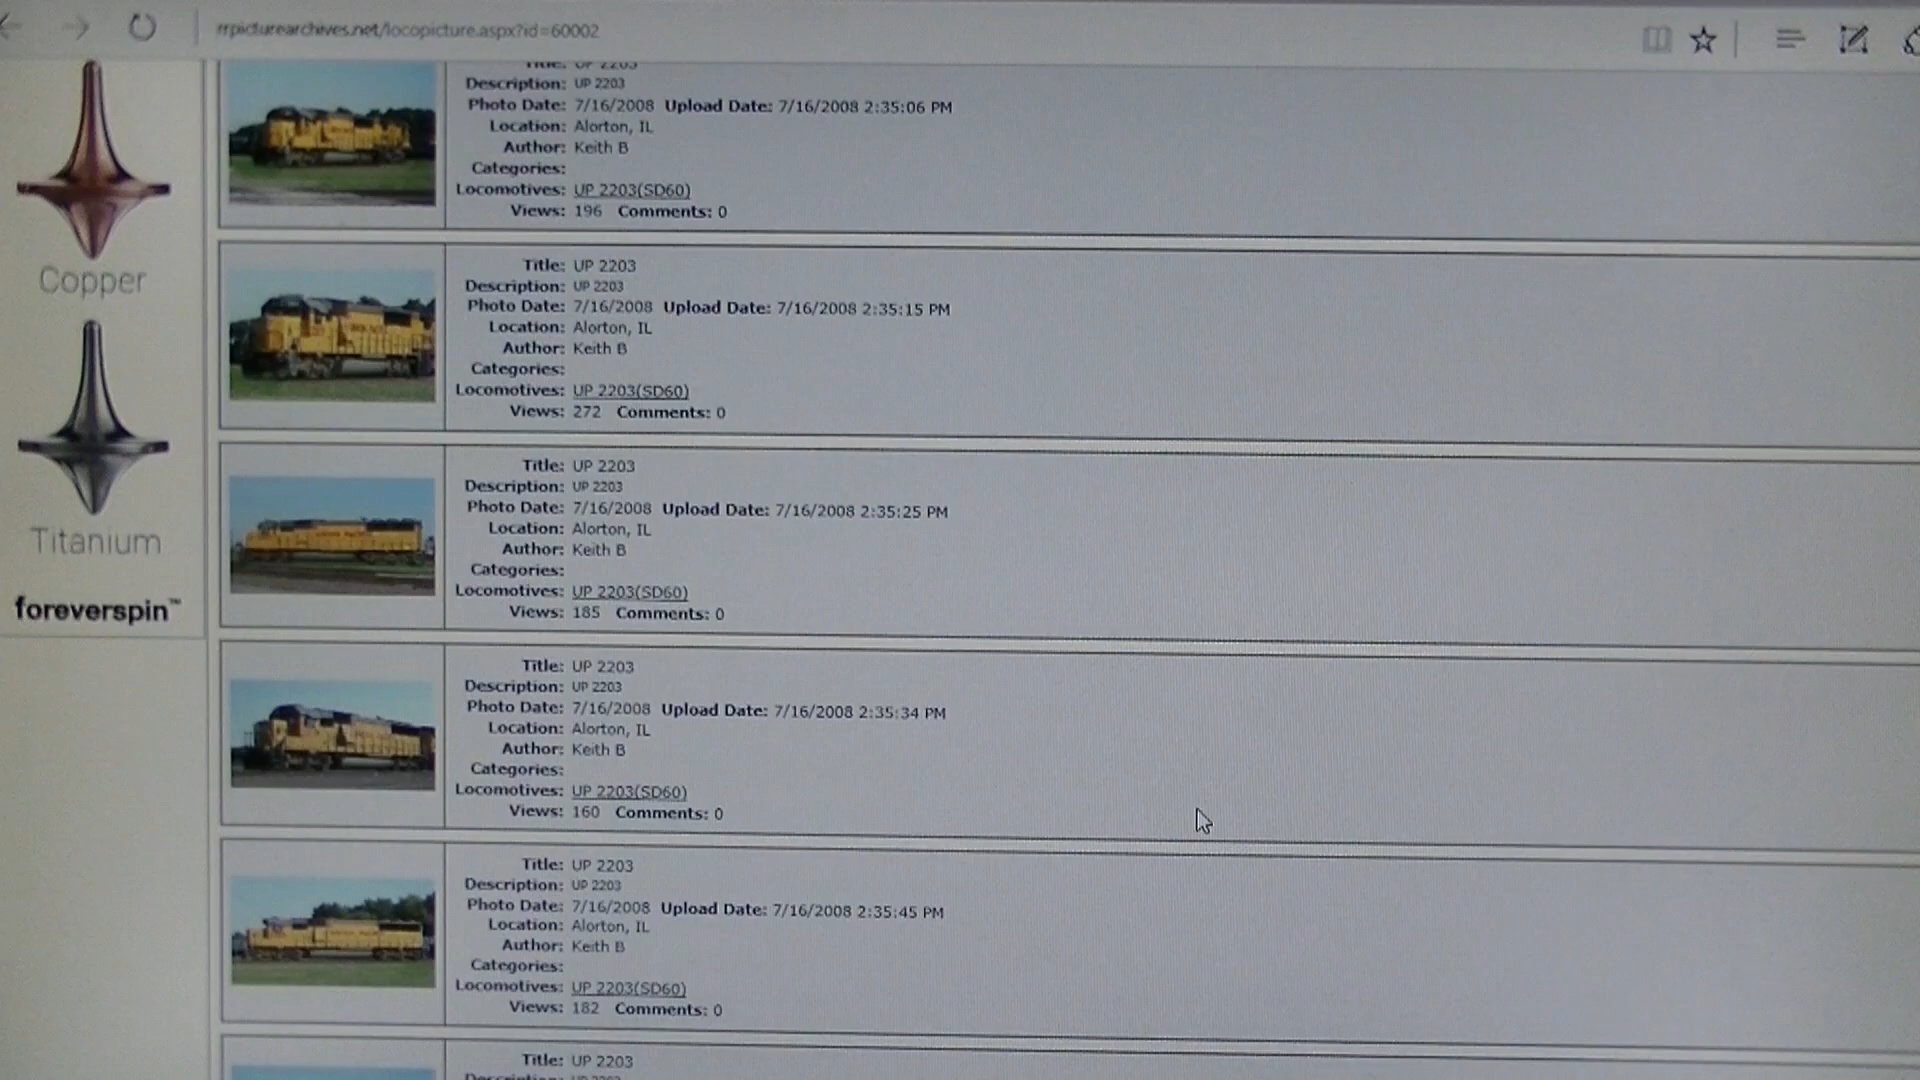 rrpicturearchives.net/locopicture.aspx?id=60002
Title: UP 2203
Description: UP 2203
Photo Date: 7/16/2008 Upload Date: 7/16/2008 2:35:06 PM
Location: Alorton, IL
Author: Keith B
Categories:
Locomotives: UP 2203(SD60)
Views: 196 Comments: 0
Title: UP 2203
Description: UP 2203
Photo Date: 7/16/2008 Upload Date: 7/16/2008 2:35:15 PM
Location: Alorton, IL
Author: Keith B
Categories:
Locomotives: UP 2203(SD60)
Views: 272 Comments: 0
Title: UP 2203
Description: UP 2203
Photo Date: 7/16/2008 Upload Date: 7/16/2008 2:35:25 PM
Location: Alorton, IL
Author: Keith B
Categories:
Locomotives: UP 2203(SD60)
Views: 185 Comments: 0
Title: UP 2203
Description: UP 2203
Photo Date: 7/16/2008 Upload Date: 7/16/2008 2:35:34 PM
Location: Alorton, IL
Author: Keith B
Categories:
Locomotives: UP 2203(SD60)
Views: 160 Comments: 0
Title: UP 2203
Description: UP 2203
Photo Date: 7/16/2008 Upload Date: 7/16/2008 2:35:45 PM
Location: Alorton, IL
Author: Keith B
Categories:
Locomotives: UP 2203(SD60)
Views: 182 Comments: 0
Title: UP 2203
Copper
Titanium
foreverspin™